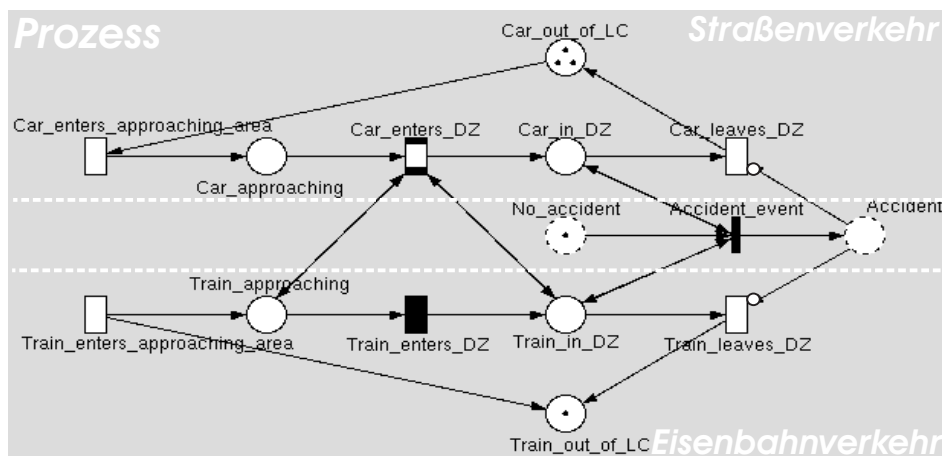 Prozess
Straßenverkehr
Car_out_of_LC
Car_enters_approaching_area
Car_enters_DZ
Car_in_DZ
Car_leaves_DZ
Car_approaching
No_accident
Accident_event
Accident
Train_approaching
Train_enters_approaching_area
Train_enters_DZ
Train_in_DZ
Train_leaves_DZ
Train_out_of_LC
Eisenbahnverkehr